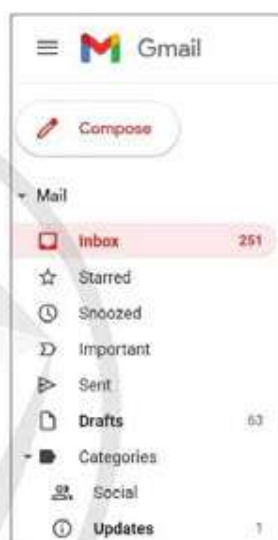 Gmail
Compose
Mail
Inbox 251
Starred
Snoozed
Important
Sent
Drafts 63
Categories
Social
Updates 1